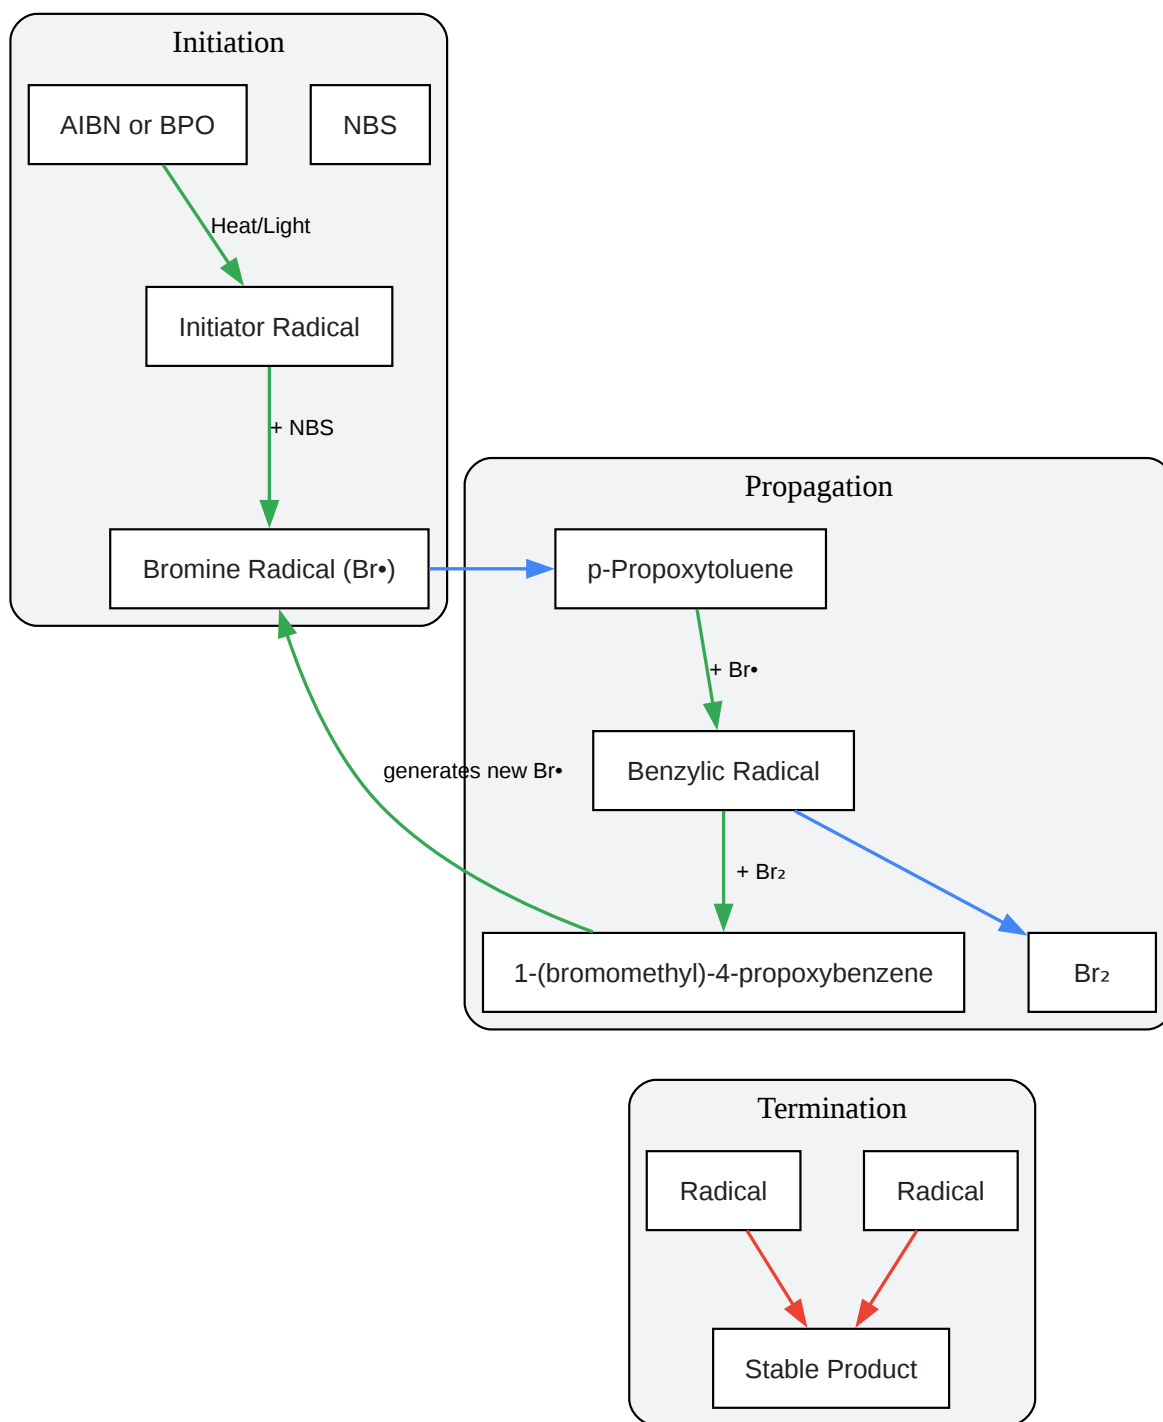 Initiation
AIBN or BPO
NBS
Heat/Light
Initiator Radical
+ NBS
Bromine Radical (Br•)
Propagation
p-Propoxytoluene
+ Br•
Benzylic Radical
generates new Br•
+ Br₂
1-(bromomethyl)-4-propoxybenzene
Br₂
Termination
Radical
Radical
Stable Product